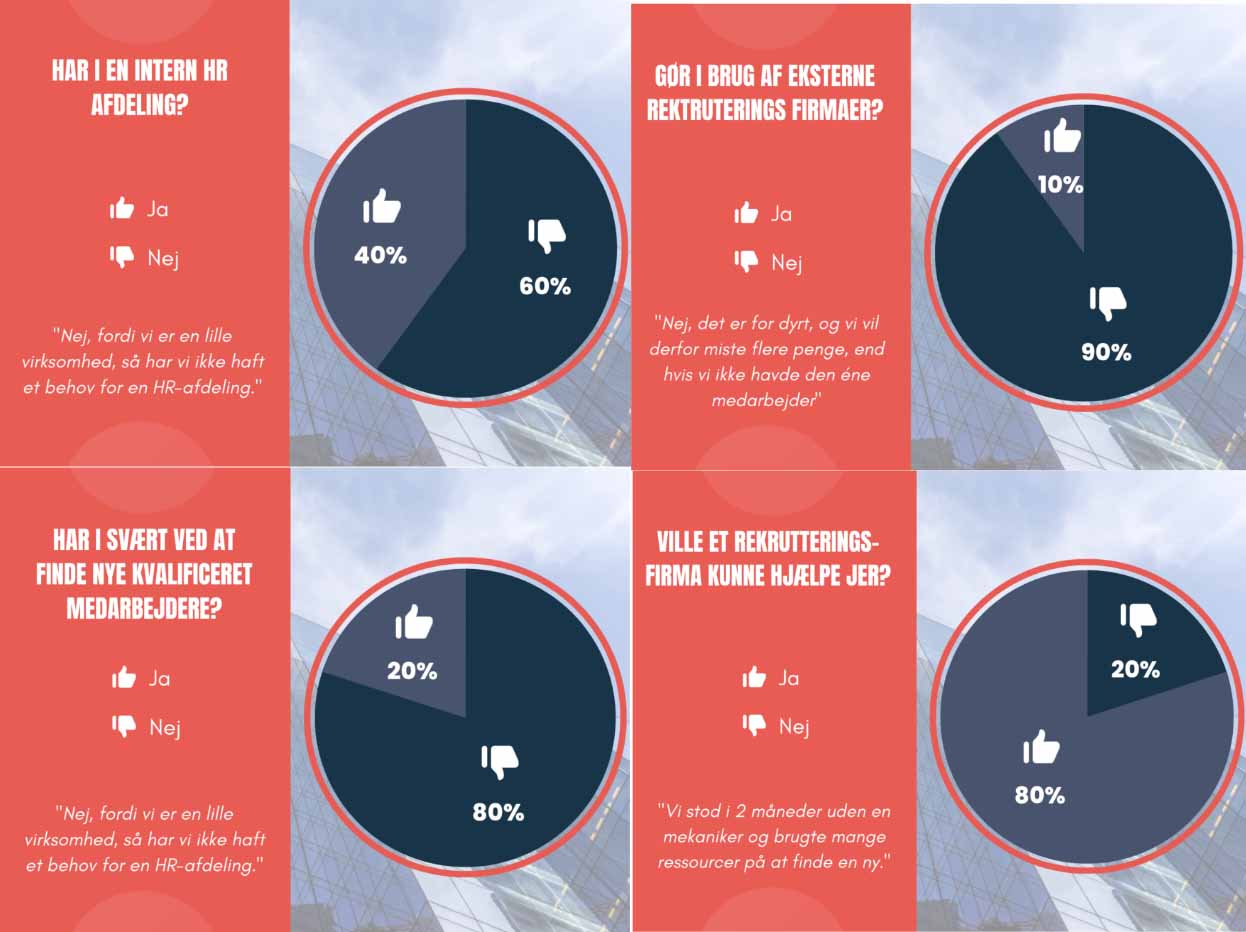 HAR I EN INTERN HR
AFDELING?
Ja
Nej
"Nej, fordi vi er en lille
virksomhed, så har vi ikke haft
et behov for en HR-afdeling."
40%
60%
GØR I BRUG AF EKSTERNE
REKTRUTERINGS FIRMAER?
Ja
Nej
"Nej, det er for dyrt, og vi vil
derfor miste flere penge, end
hvis vi ikke havde den éne
medarbejder"
10%
90%
HAR I SVÆRT VED AT
FINDE NYE KVALIFICERET
MEDARBEJDERE?
Ja
Nej
"Nej, fordi vi er en lille
virksomhed, så har vi ikke haft
et behov for en HR-afdeling."
20%
80%
VILLE ET REKRUTTERINGS-
FIRMA KUNNE HJÆLPE JER?
Ja
Nej
"Vi stod i 2 måneder uden en
mekaniker og brugte mange
ressourcer på at finde en ny."
20%
80%